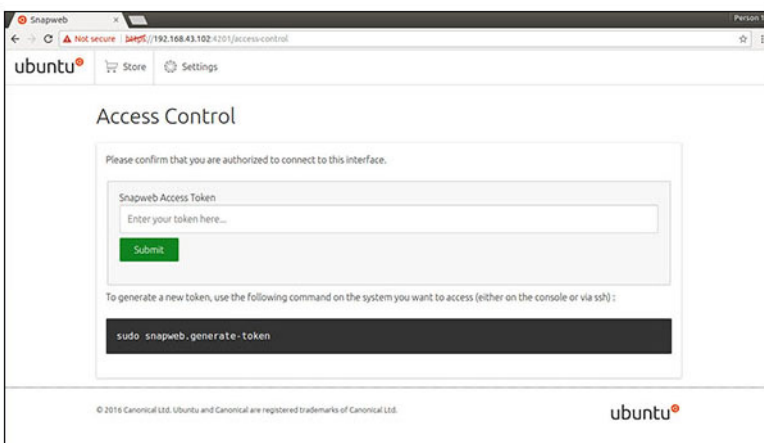 Snapweb
Person 1
Not secure https://192.168.43.102:4201/access-control
ubuntu Store Settings
Access Control
Please confirm that you are authorized to connect to this interface.
Snapweb Access Token
Enter your token here...
Submit
To generate a new token, use the following command on the system you want to access (either on the console or via ssh) :
sudo snapweb.generate-token
© 2016 Canonical Ltd. Ubuntu and Canonical are registered trademarks of Canonical Ltd.
ubuntu